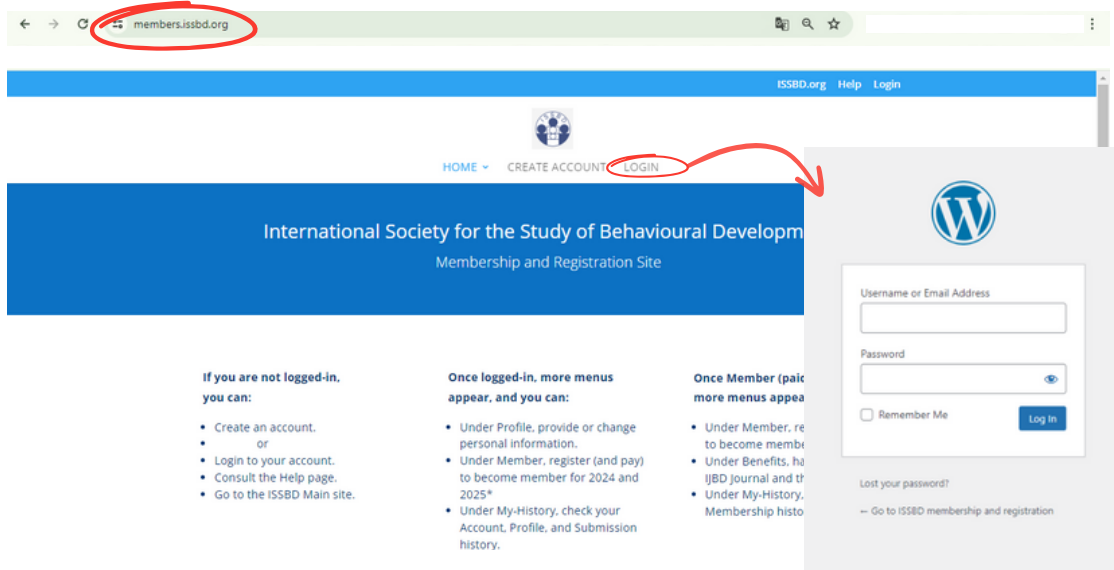 members.issbd.org
ISSBD.org Help Login
ISSBD
HOME CREATE ACCOUNT LOGIN
International Society for the Study of Behavioural Developm
Membership and Registration Site
If you are not logged-in,
you can:
• Create an account.
• or
• Login to your account.
• Consult the Help page.
• Go to the ISSBD Main site.
Once logged-in, more menus
appear, and you can:
• Under Profile, provide or change
personal information.
• Under Member, register (and pay)
to become member for 2024 and
2025*
• Under My-History, check your
Account, Profile, and Submission
history.
Once Member (paid
more menus appea
• Under Member, re
to become membe
• Under Benefits, ha
IJBD Journal and th
• Under My-History,
Membership histo
W
Username or Email Address
Password
Remember Me
Log In
Lost your password?
← Go to ISSBD membership and registration